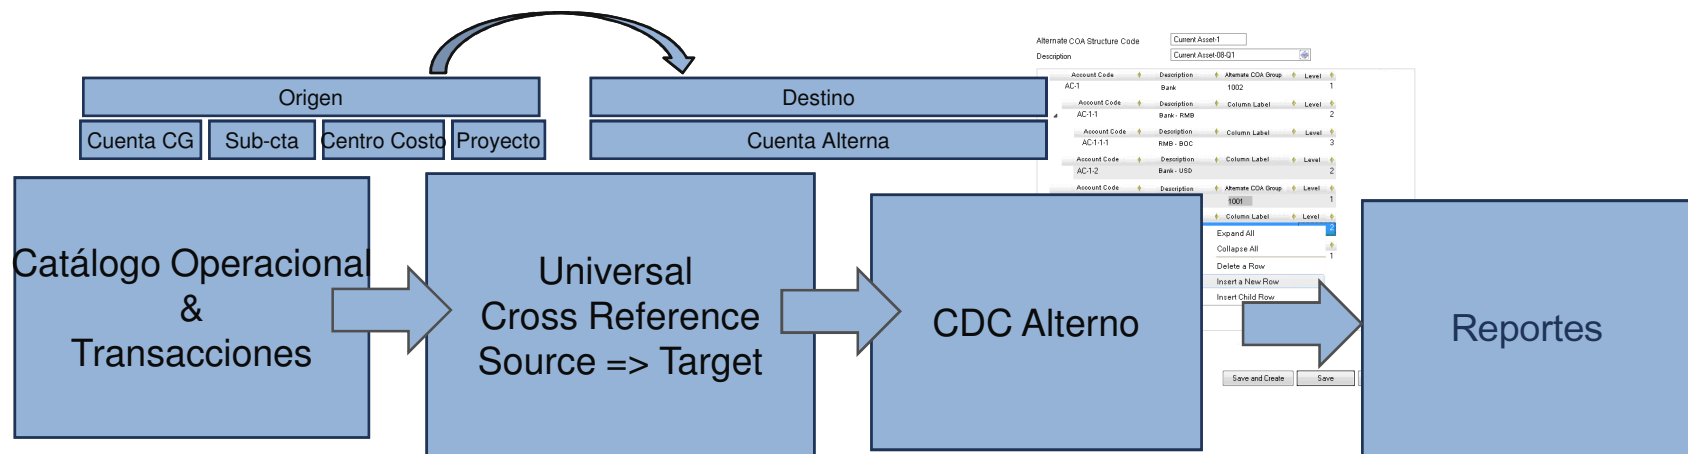 Origen
Destino
Cuenta CG
Sub-cta
Centro Costo
Proyecto
Cuenta Alterna
Catálogo Operacional
&
Transacciones
Universal
Cross Reference
Source => Target
CDC Alterno
Reportes
Alternate COA Structure Code
Current Asset-1
Description
Current Asset-08-Q1
Account Code Description Alternate COA Group Level
AC-1 Bank 1002 1
Account Code Description Column Label Level
AC-1-1 Bank - RMB 2
Account Code Description Column Label Level
AC-1-1-1 RMB - BOC 3
Account Code Description Column Label Level
AC-1-2 Bank - USD 2
Account Code Description Alternate COA Group Level
1001 1
Column Label Level
2
Expand All
Collapse All
1
Delete a Row
Insert a New Row
Insert Child Row
Save and Create
Save